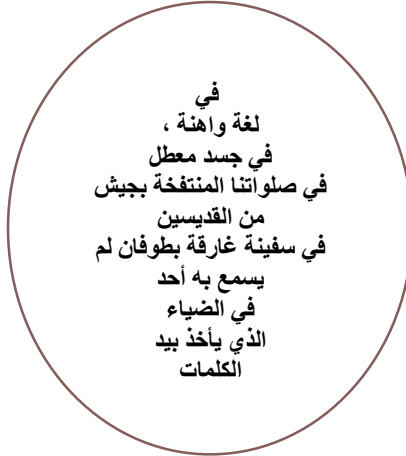 في
لغة واهنة ،
في جسد معطل
في صلواتنا المنتفخة بجيش
من القديسين
في سفينة غارقة بطوفان لم
يسمع به أحد
في الضياء
الذي يأخذ بيد
الكلمات